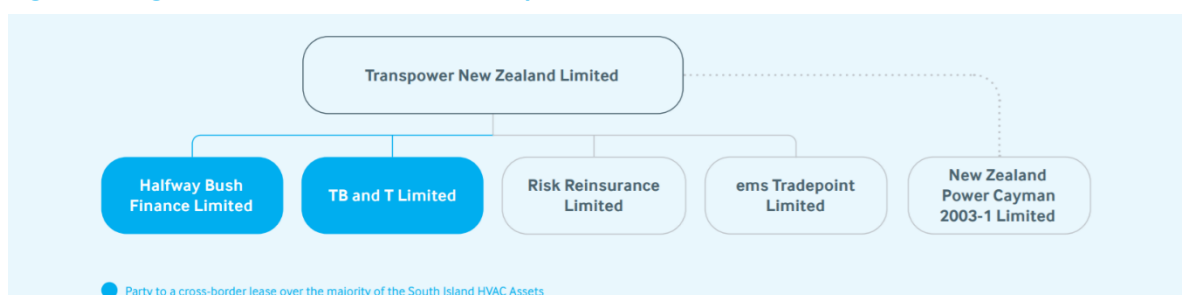 Transpower New Zealand Limited
Halfway Bush
Finance Limited
TB and T Limited
Risk Reinsurance
Limited
ems Tradepoint
Limited
New Zealand
Power Cayman
2003-1 Limited
Party to a cross-border lease over the majority of the South Island HVAC Assets